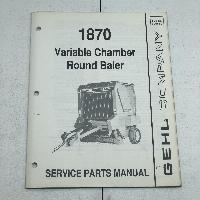 1870
Variable Chamber
Round Baler
GEHL
COMPANY
SERVICE PARTS MANUAL